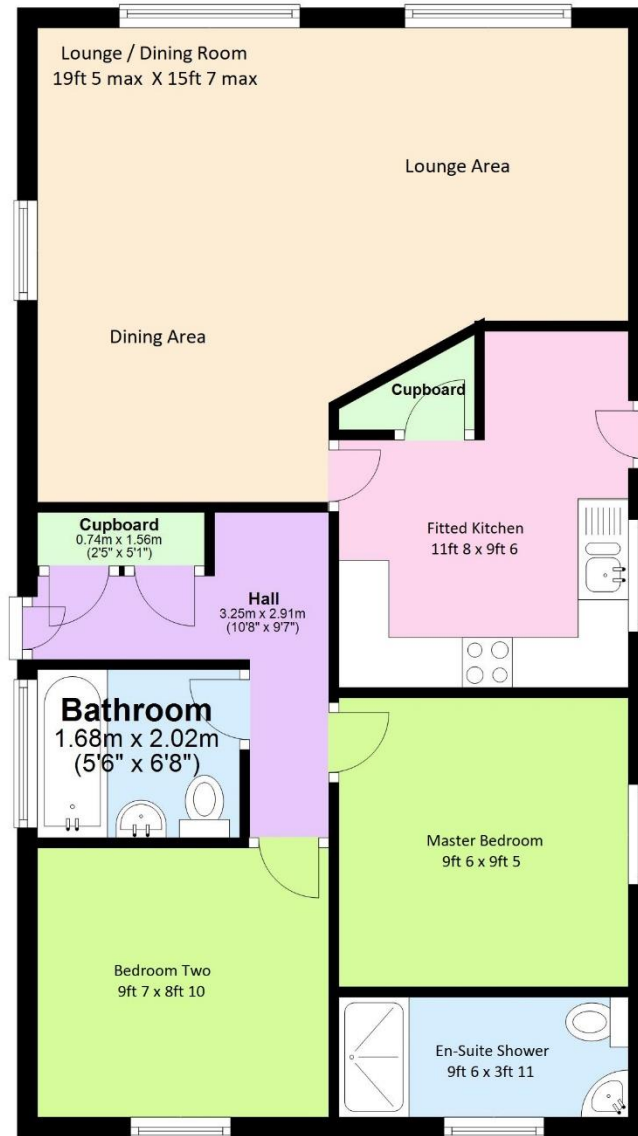 Lounge / Dining Room
19ft 5 max X 15ft 7 max
Lounge Area
Dining Area
Cupboard
Fitted Kitchen
11ft 8 x 9ft 6
Cupboard
0.74m x 1.56m
(2'5" x 5'1")
Hall
3.25m x 2.91m
(10'8" x 9'7")
Bathroom
1.68m x 2.02m
(5'6" x 6'8")
Master Bedroom
9ft 6 x 9ft 5
Bedroom Two
9ft 7 x 8ft 10
En-Suite Shower
9ft 6 x 3ft 11